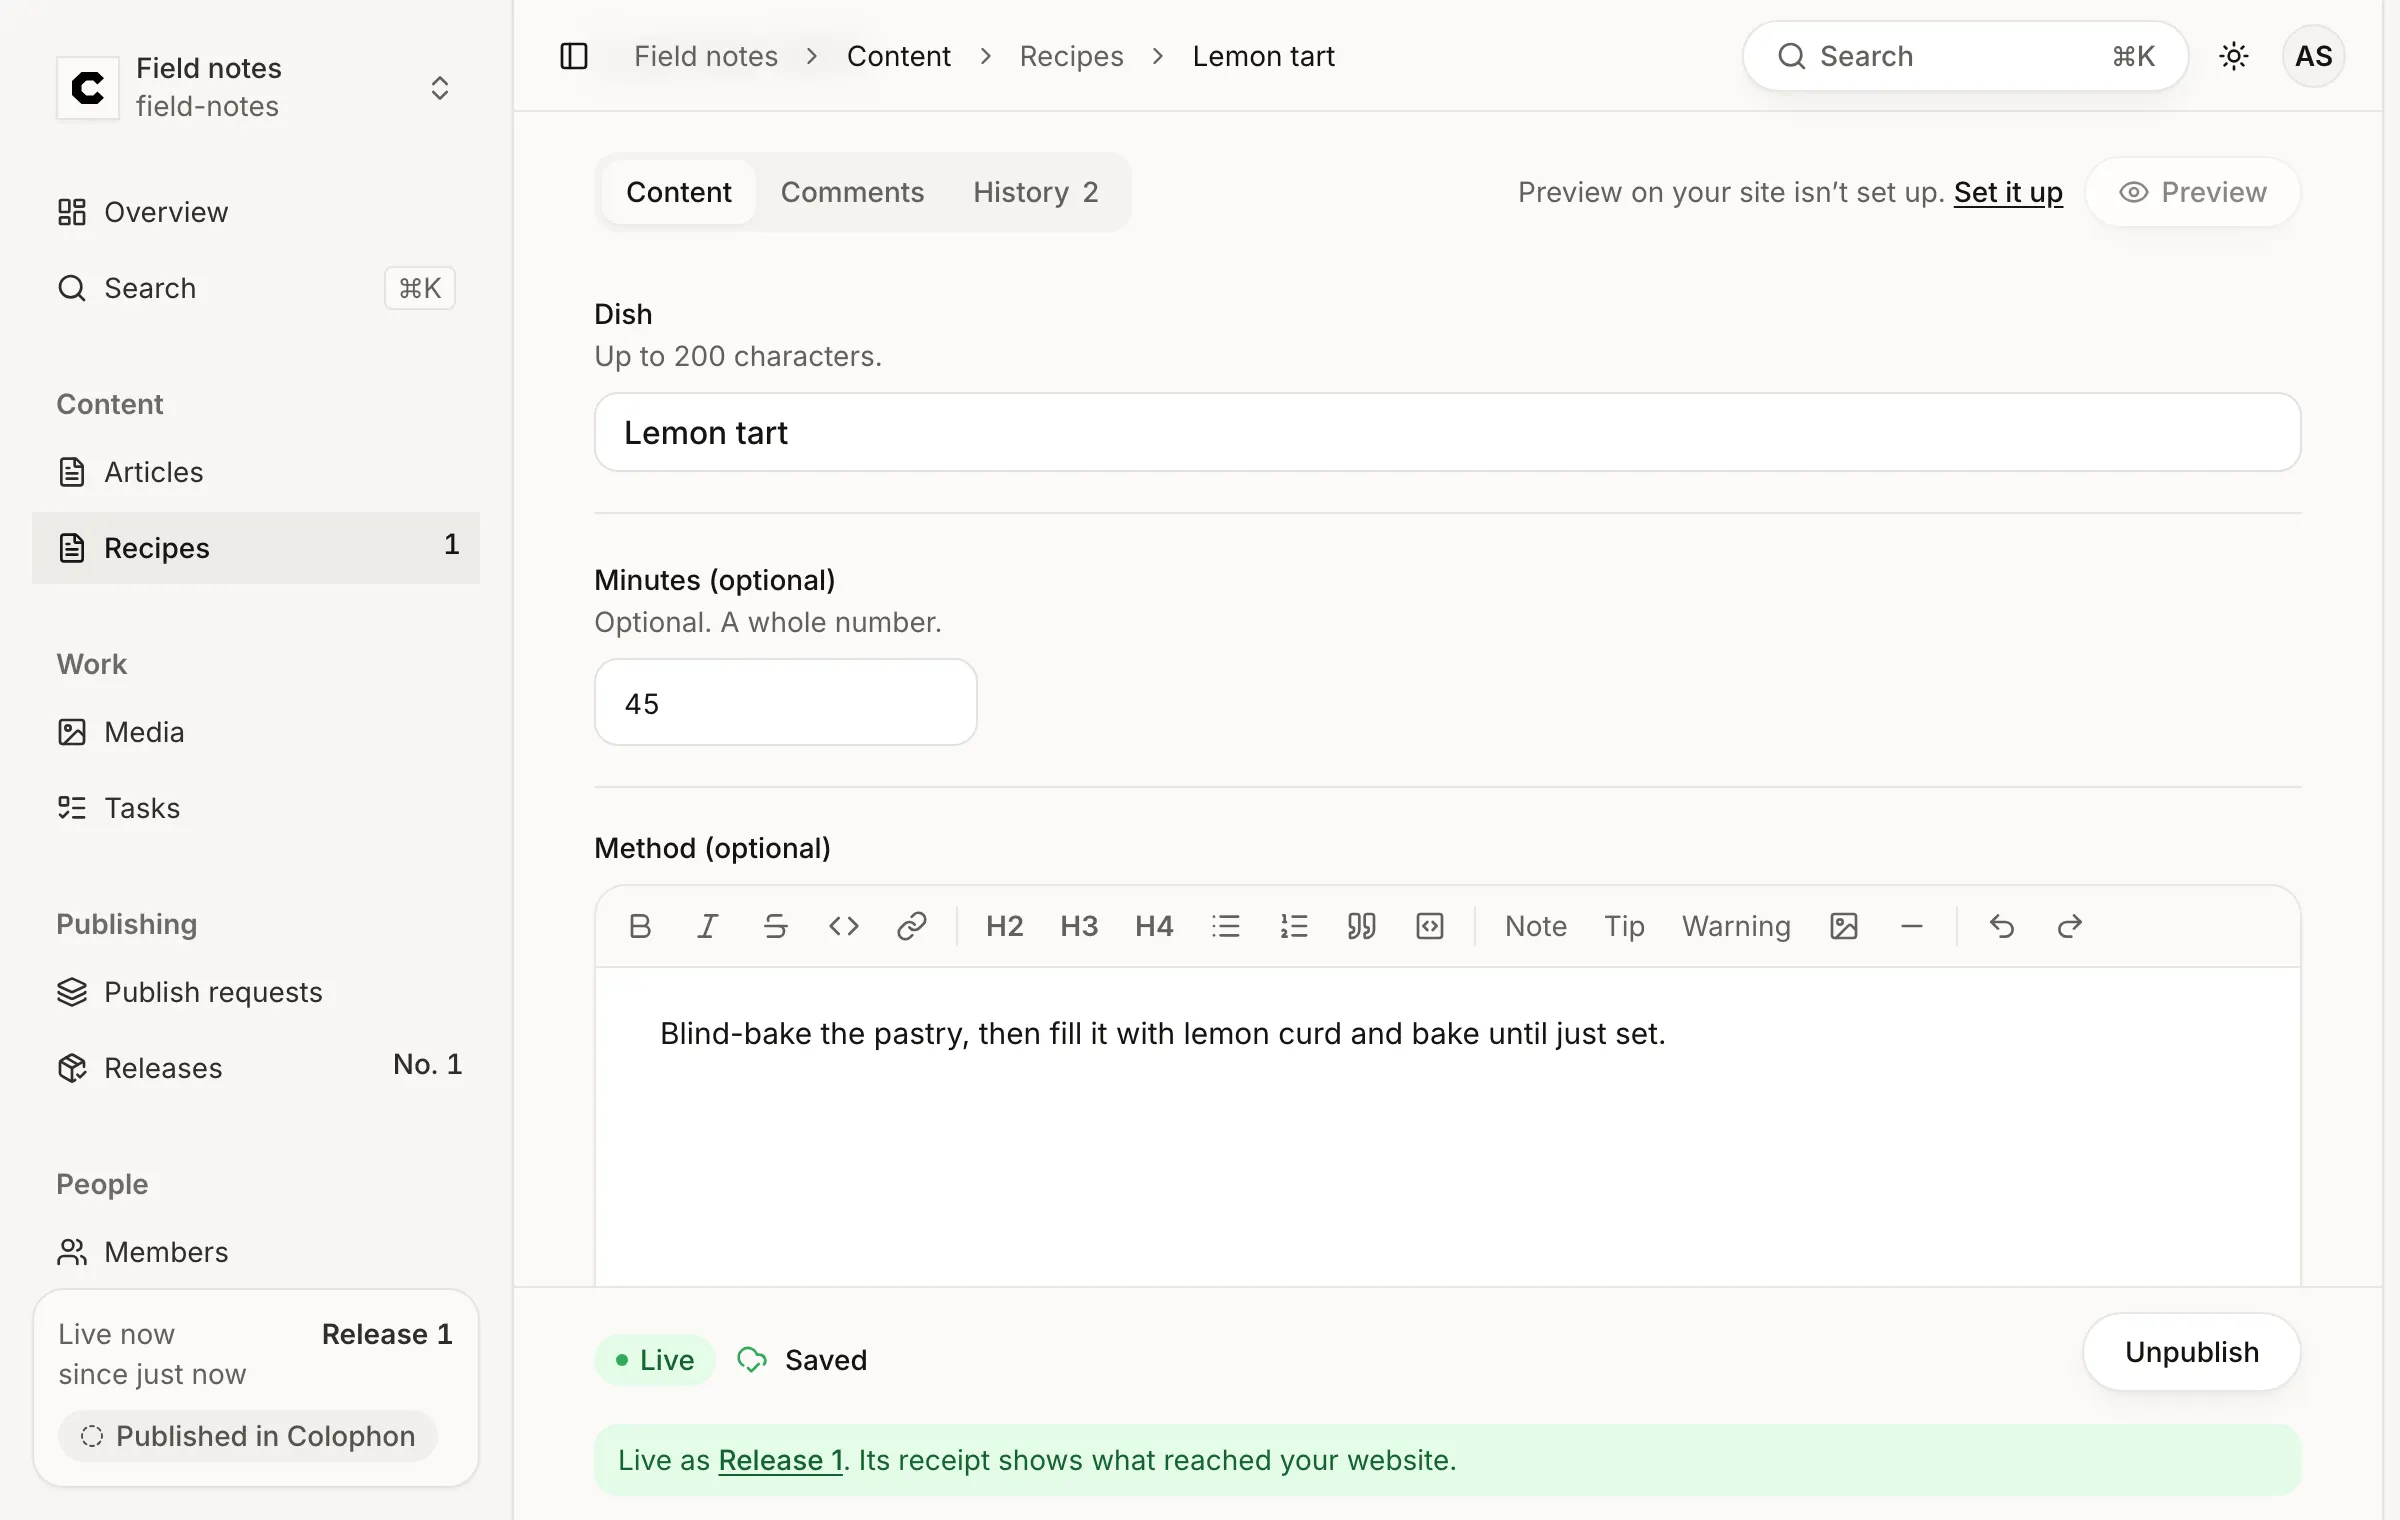 Field notes
field-notes
Overview
Search ⌘K
Content
Articles
Recipes 1
Work
Media
Tasks
Publishing
Publish requests
Releases No. 1
People
Members
Live now Release 1
since just now
Published in Colophon
Field notes > Content > Recipes > Lemon tart
Search ⌘K
AS
Content Comments History 2
Preview on your site isn’t set up. Set it up Preview
Dish
Up to 200 characters.
Lemon tart
Minutes (optional)
Optional. A whole number.
45
Method (optional)
H2 H3 H4 Note Tip Warning
Blind-bake the pastry, then fill it with lemon curd and bake until just set.
Live Saved
Unpublish
Live as Release 1. Its receipt shows what reached your website.